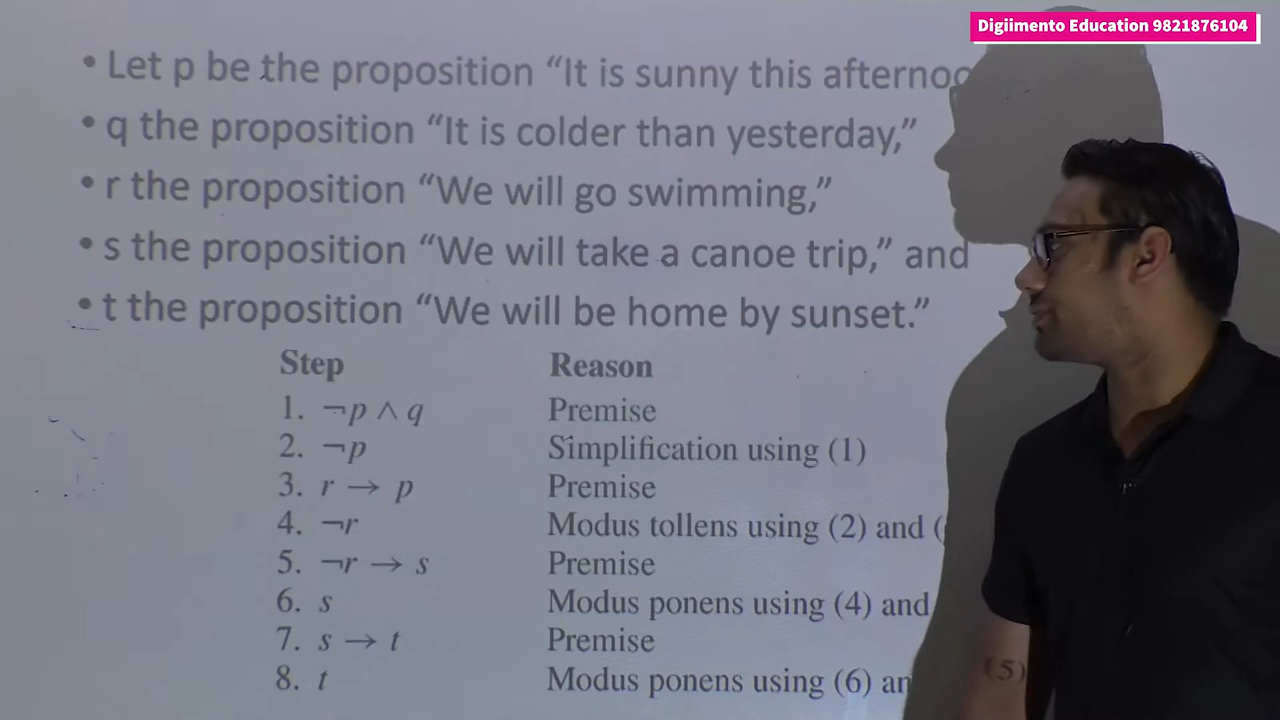 Digiimento Education 9821876104
• Let p be the proposition “It is sunny this
• q the proposition “It is colder than yesterday,”
• r the proposition “We will go swimming,”
• s the proposition “We will take a canoe trip,” and
• t the proposition “We will be home by sunset.”
Step Reason
1. ¬p ∧ q Premise
2. ¬p Simplification using (1)
3. r → p Premise
4. ¬r Modus tollens using (2) and (
5. ¬r → s Premise
6. s Modus ponens using (4) and
7. s → t Premise
8. t Modus ponens using (6)
(5)